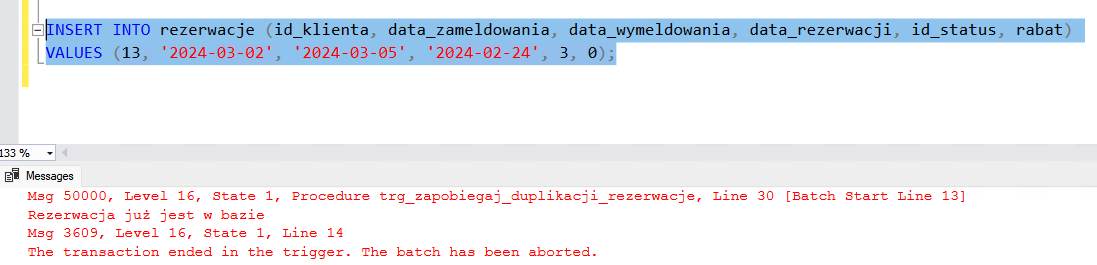 INSERT INTO rezerwacje (id_klienta, data_zameldowania, data_wymeldowania, data_rezerwacji, id_status, rabat)
VALUES (13, '2024-03-02', '2024-03-05', '2024-02-24', 3, 0);
133 %
Messages
Msg 50000, Level 16, State 1, Procedure trg_zapobiegaj_duplikacji_rezerwacje, Line 30 [Batch Start Line 13]
Rezerwacja już jest w bazie
Msg 3609, Level 16, State 1, Line 14
The transaction ended in the trigger. The batch has been aborted.